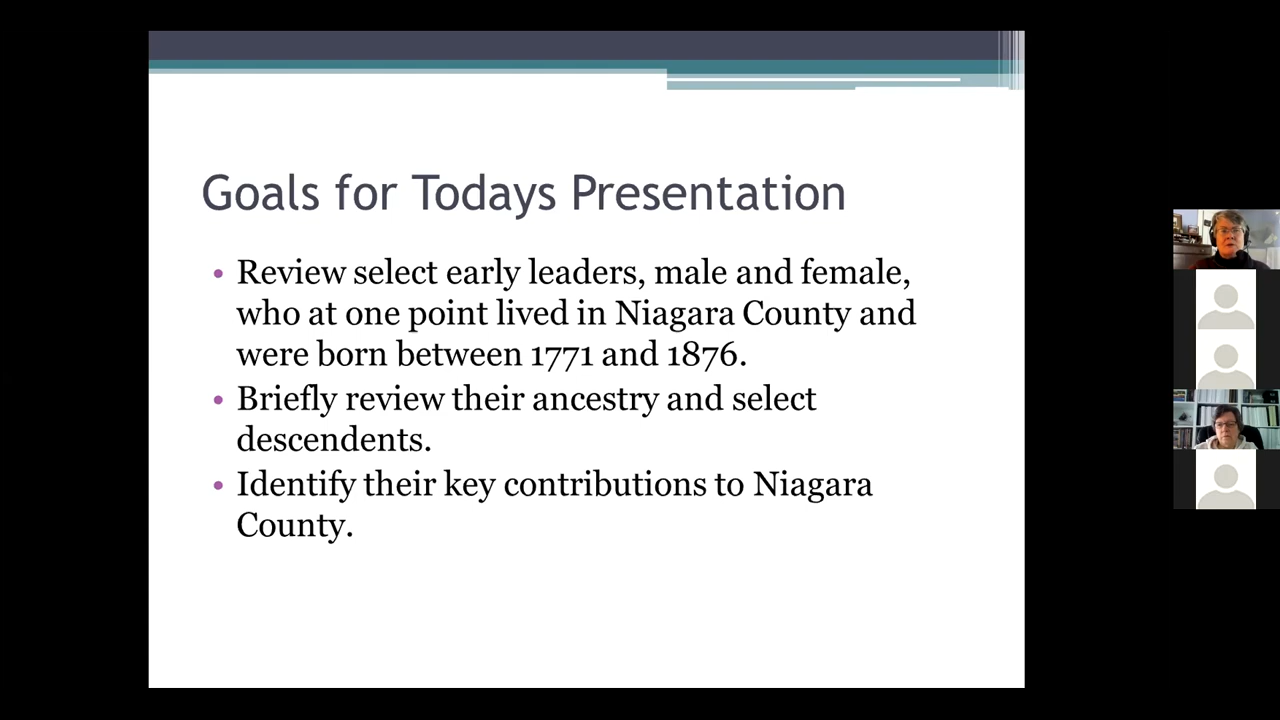 Goals for Todays Presentation
• Review select early leaders, male and female,
who at one point lived in Niagara County and
were born between 1771 and 1876.
• Briefly review their ancestry and select
descendents.
• Identify their key contributions to Niagara
County.